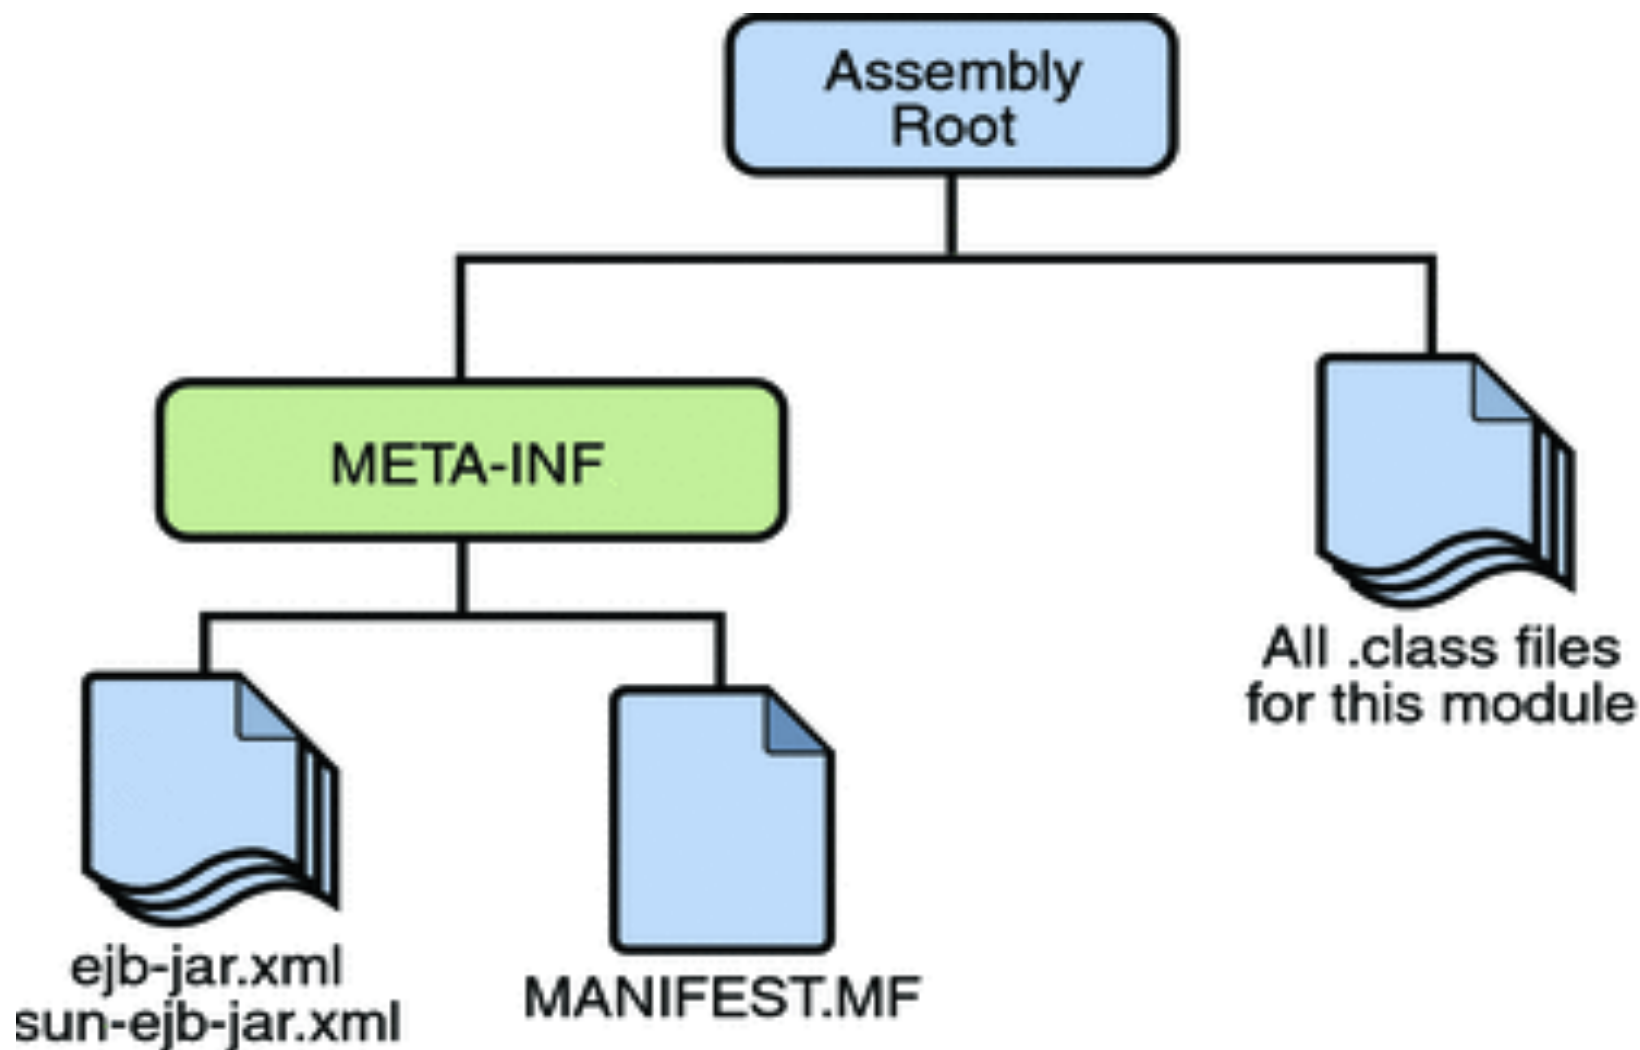 Assembly
Root
META-INF
All .class files
for this module
ejb-jar.xml
sun-ejb-jar.xml
MANIFEST.MF